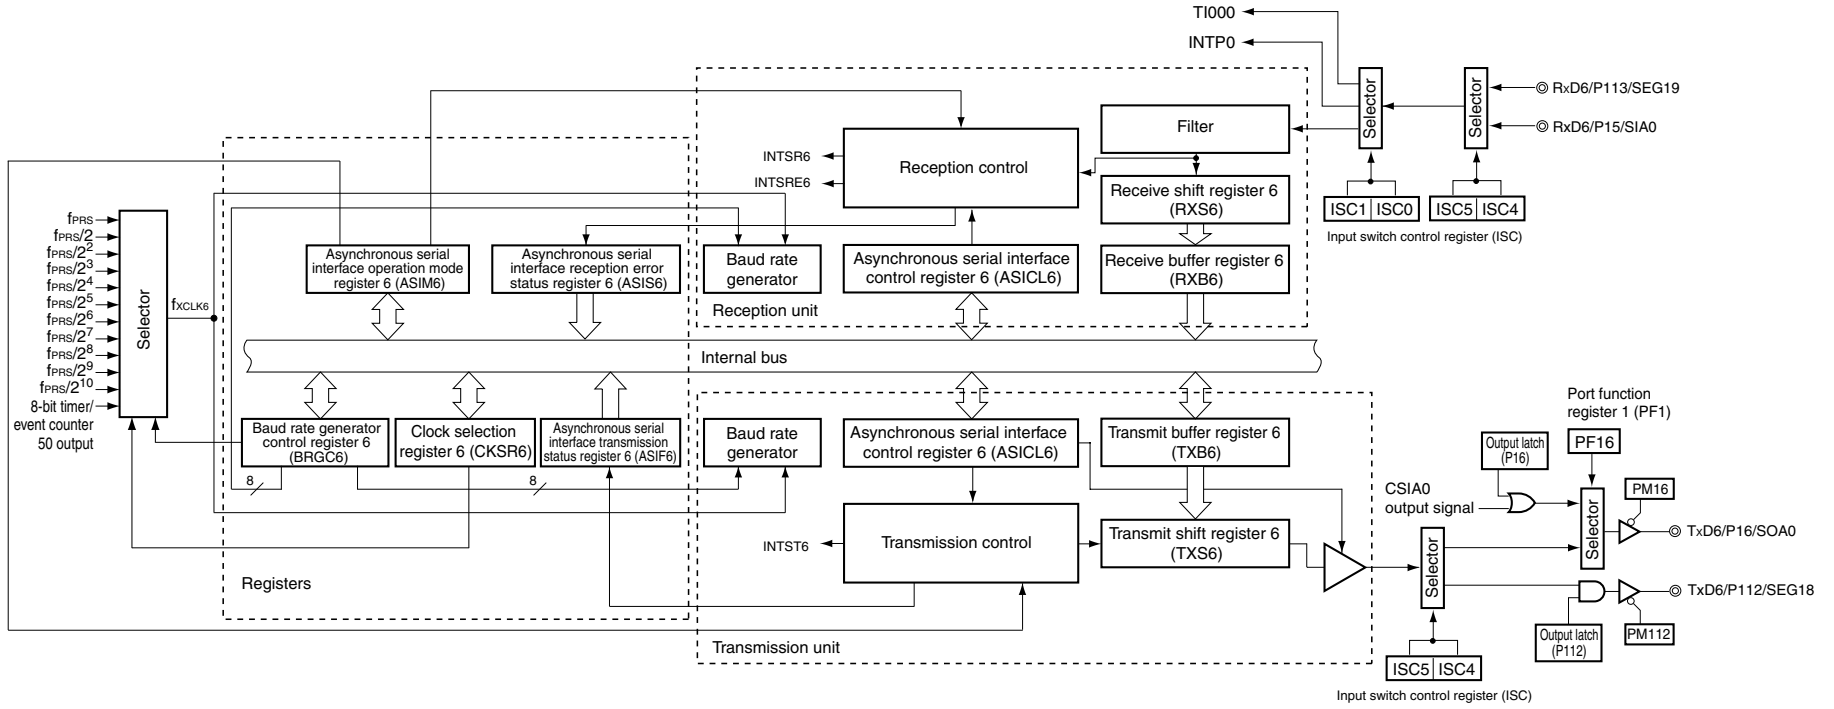 TI000
INTP0
Selector
Selector
RxD6/P113/SEG19
RxD6/P15/SIA0
ISC1 ISC0
ISC5 ISC4
Input switch control register (ISC)
Filter
Reception control
INTSR6
INTSRE6
Receive shift register 6
(RXS6)
fPRS
fPRS/2
fPRS/2²
fPRS/2³
fPRS/2⁴
fPRS/2⁵
fPRS/2⁶
fPRS/2⁷
fPRS/2⁸
fPRS/2⁹
fPRS/2¹⁰
8-bit timer/
event counter
50 output
Selector
fXCLK6
Asynchronous serial
interface operation mode
register 6 (ASIM6)
Asynchronous serial
interface reception error
status register 6 (ASIS6)
Baud rate
generator
Asynchronous serial interface
control register 6 (ASICL6)
Receive buffer register 6
(RXB6)
Reception unit
Internal bus
Baud rate generator
control register 6
(BRGC6)
Clock selection
register 6 (CKSR6)
Asynchronous serial
interface transmission
status register 6 (ASIF6)
Baud rate
generator
Asynchronous serial interface
control register 6 (ASICL6)
Transmit buffer register 6
(TXB6)
8
8
INTST6
Transmission control
Transmit shift register 6
(TXS6)
Registers
Transmission unit
Port function
register 1 (PF1)
PF16
Output latch
(P16)
CSIA0
output signal
PM16
Selector
TxD6/P16/SOA0
Selector
TxD6/P112/SEG18
Output latch
(P112)
PM112
ISC5 ISC4
Input switch control register (ISC)